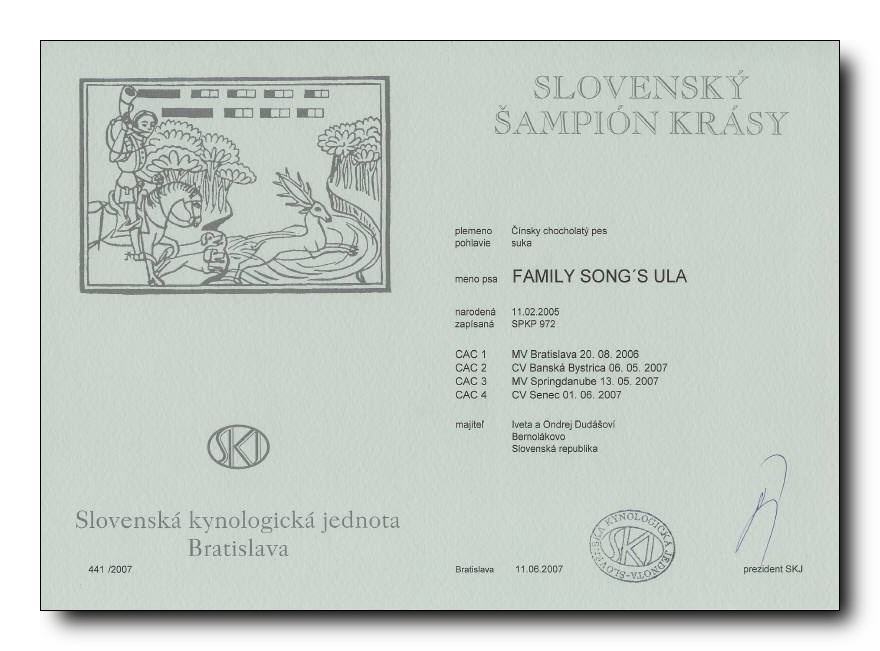 SLOVENSKÝ
ŠAMPIÓN KRÁSY
plemeno Čínsky chocholatý pes
pohlavie suka
meno psa FAMILY SONG´S ULA
narodená 11.02.2005
zapísaná SPKP 972
CAC 1 MV Bratislava 20. 08. 2006
CAC 2 CV Banská Bystrica 06. 05. 2007
CAC 3 MV Springdanube 13. 05. 2007
CAC 4 CV Senec 01. 06. 2007
majiteľ Iveta a Ondrej Dudášoví
Bernolákovo
Slovenská republika
SKJ
Slovenská kynologická jednota
Bratislava
441 /2007
Bratislava 11.06.2007
SLOVENSKÁ KYNOLOGICKÁ JEDNOTA
SKJ
prezident SKJ